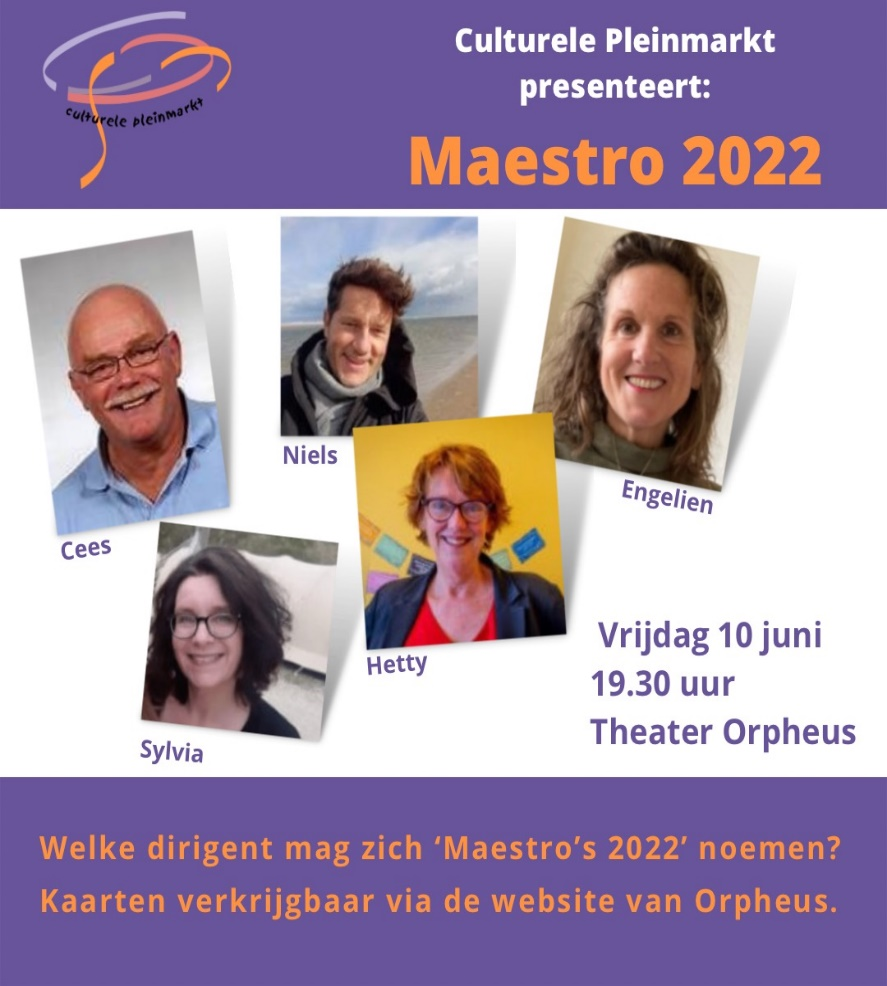 culturele pleinmarkt
Culturele Pleinmarkt
presenteert:
Maestro 2022
Cees
Niels
Engelien
Hetty
Sylvia
Vrijdag 10 juni
19.30 uur
Theater Orpheus
Welke dirigent mag zich ‘Maestro’s 2022’ noemen?
Kaarten verkrijgbaar via de website van Orpheus.